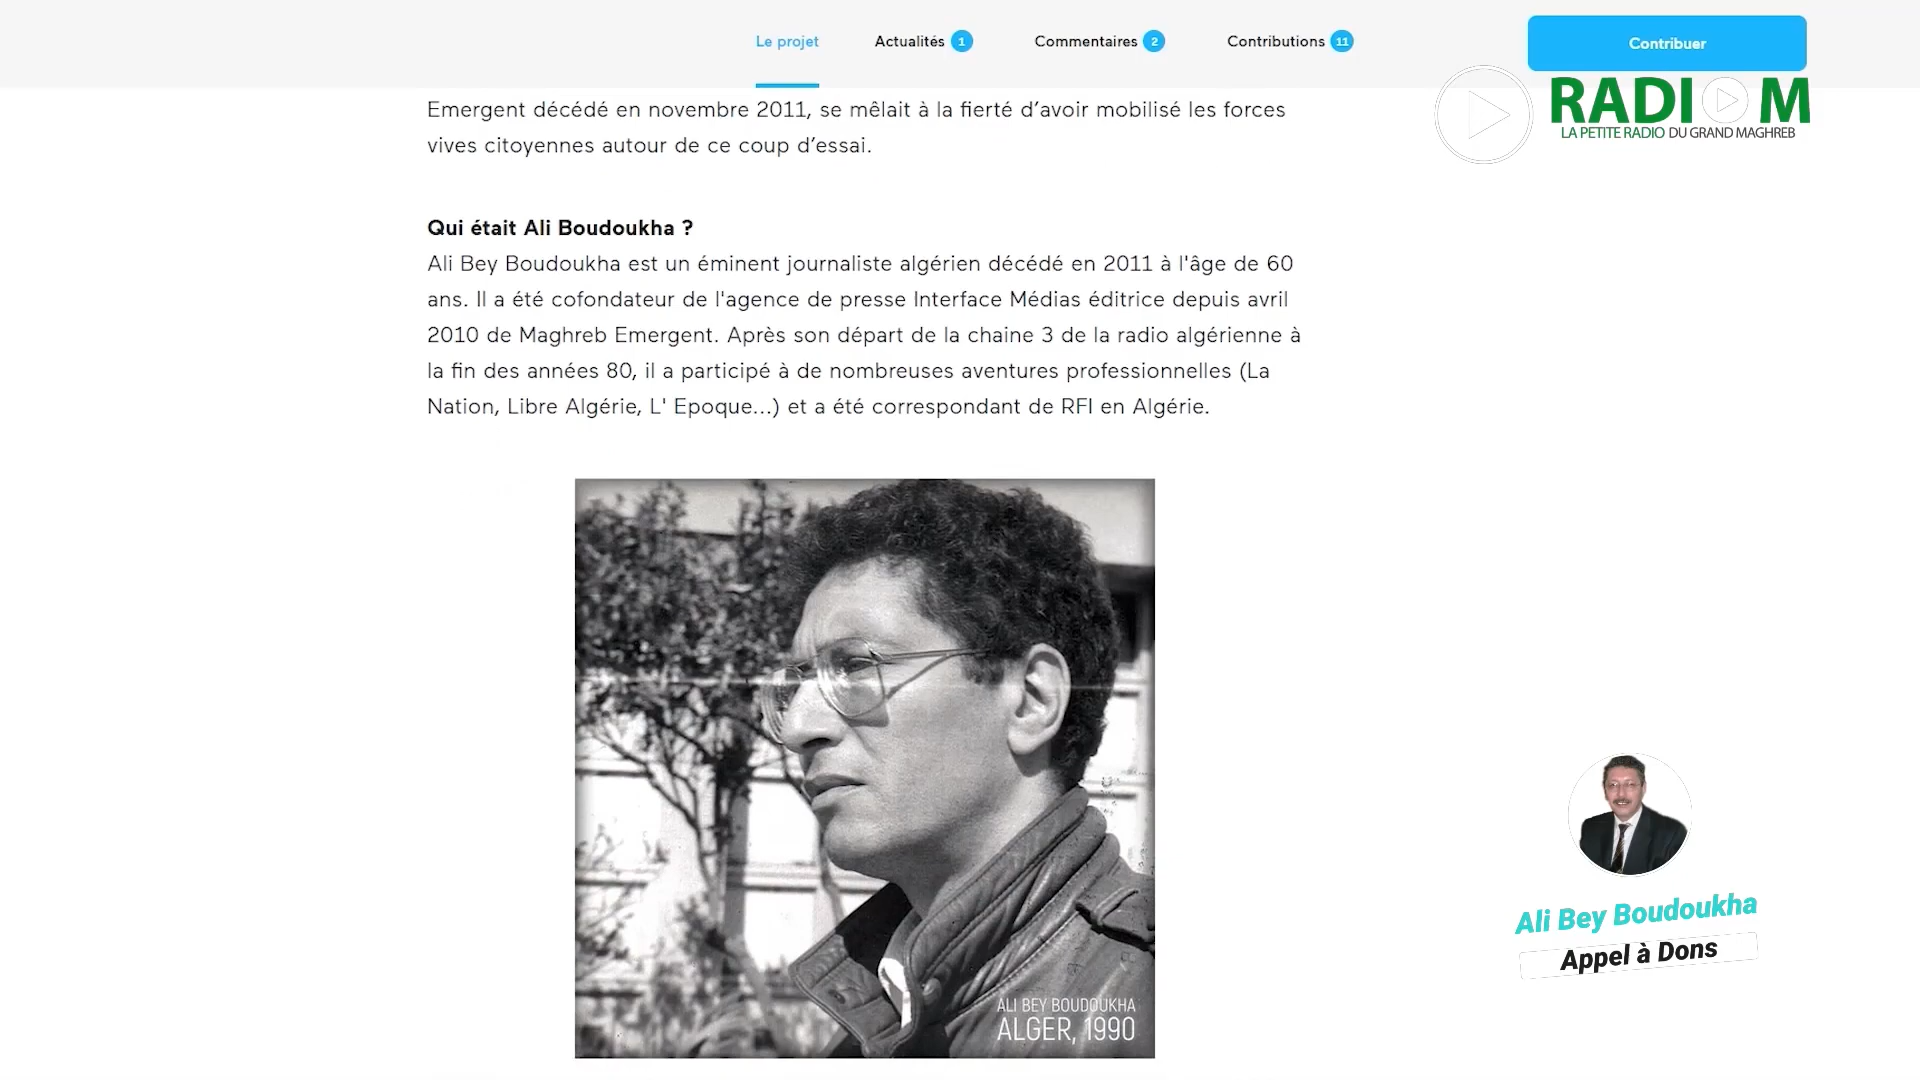 Le projet
Actualités 1
Commentaires 2
Contributions 11
Contribuer
RADI M
LA PETITE RADIO DU GRAND MAGHREB
Emergent décédé en novembre 2011, se mêlait à la fierté d’avoir mobilisé les forces
vives citoyennes autour de ce coup d’essai.
Qui était Ali Boudoukha ?
Ali Bey Boudoukha est un éminent journaliste algérien décédé en 2011 à l'âge de 60
ans. Il a été cofondateur de l'agence de presse Interface Médias éditrice depuis avril
2010 de Maghreb Emergent. Après son départ de la chaine 3 de la radio algérienne à
la fin des années 80, il a participé à de nombreuses aventures professionnelles (La
Nation, Libre Algérie, L' Epoque...) et a été correspondant de RFI en Algérie.
ALI BEY BOUDOUKHA
ALGER, 1990
Ali Bey Boudoukha
Appel à Dons